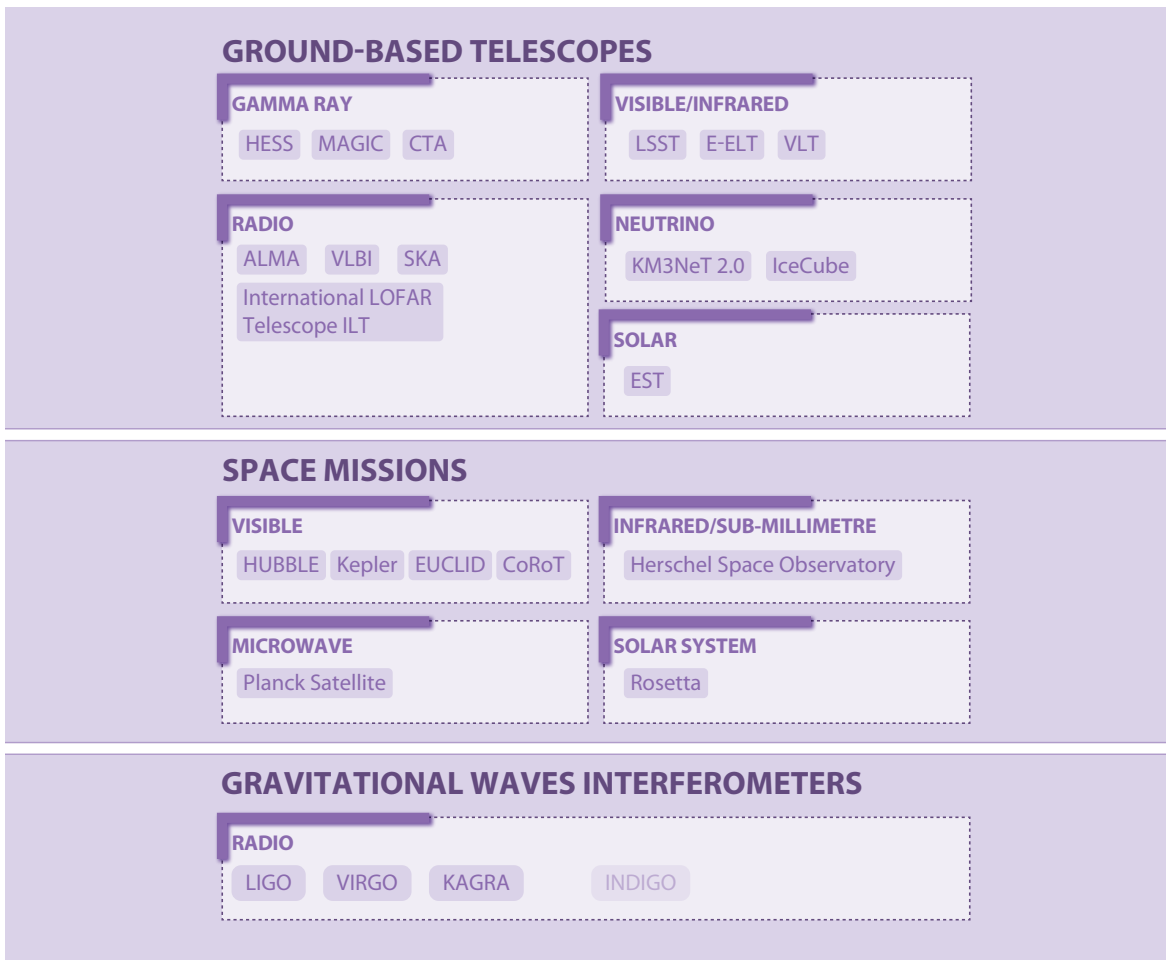 GROUND-BASED TELESCOPES
GAMMA RAY
HESS MAGIC CTA
VISIBLE/INFRARED
LSST E-ELT VLT
RADIO
ALMA VLBI SKA
International LOFAR
Telescope ILT
NEUTRINO
KM3NeT 2.0 IceCube
SOLAR
EST
SPACE MISSIONS
VISIBLE
HUBBLE Kepler EUCLID CoRoT
INFRARED/SUB-MILLIMETRE
Herschel Space Observatory
MICROWAVE
Planck Satellite
SOLAR SYSTEM
Rosetta
GRAVITATIONAL WAVES INTERFEROMETERS
RADIO
LIGO VIRGO KAGRA INDIGO